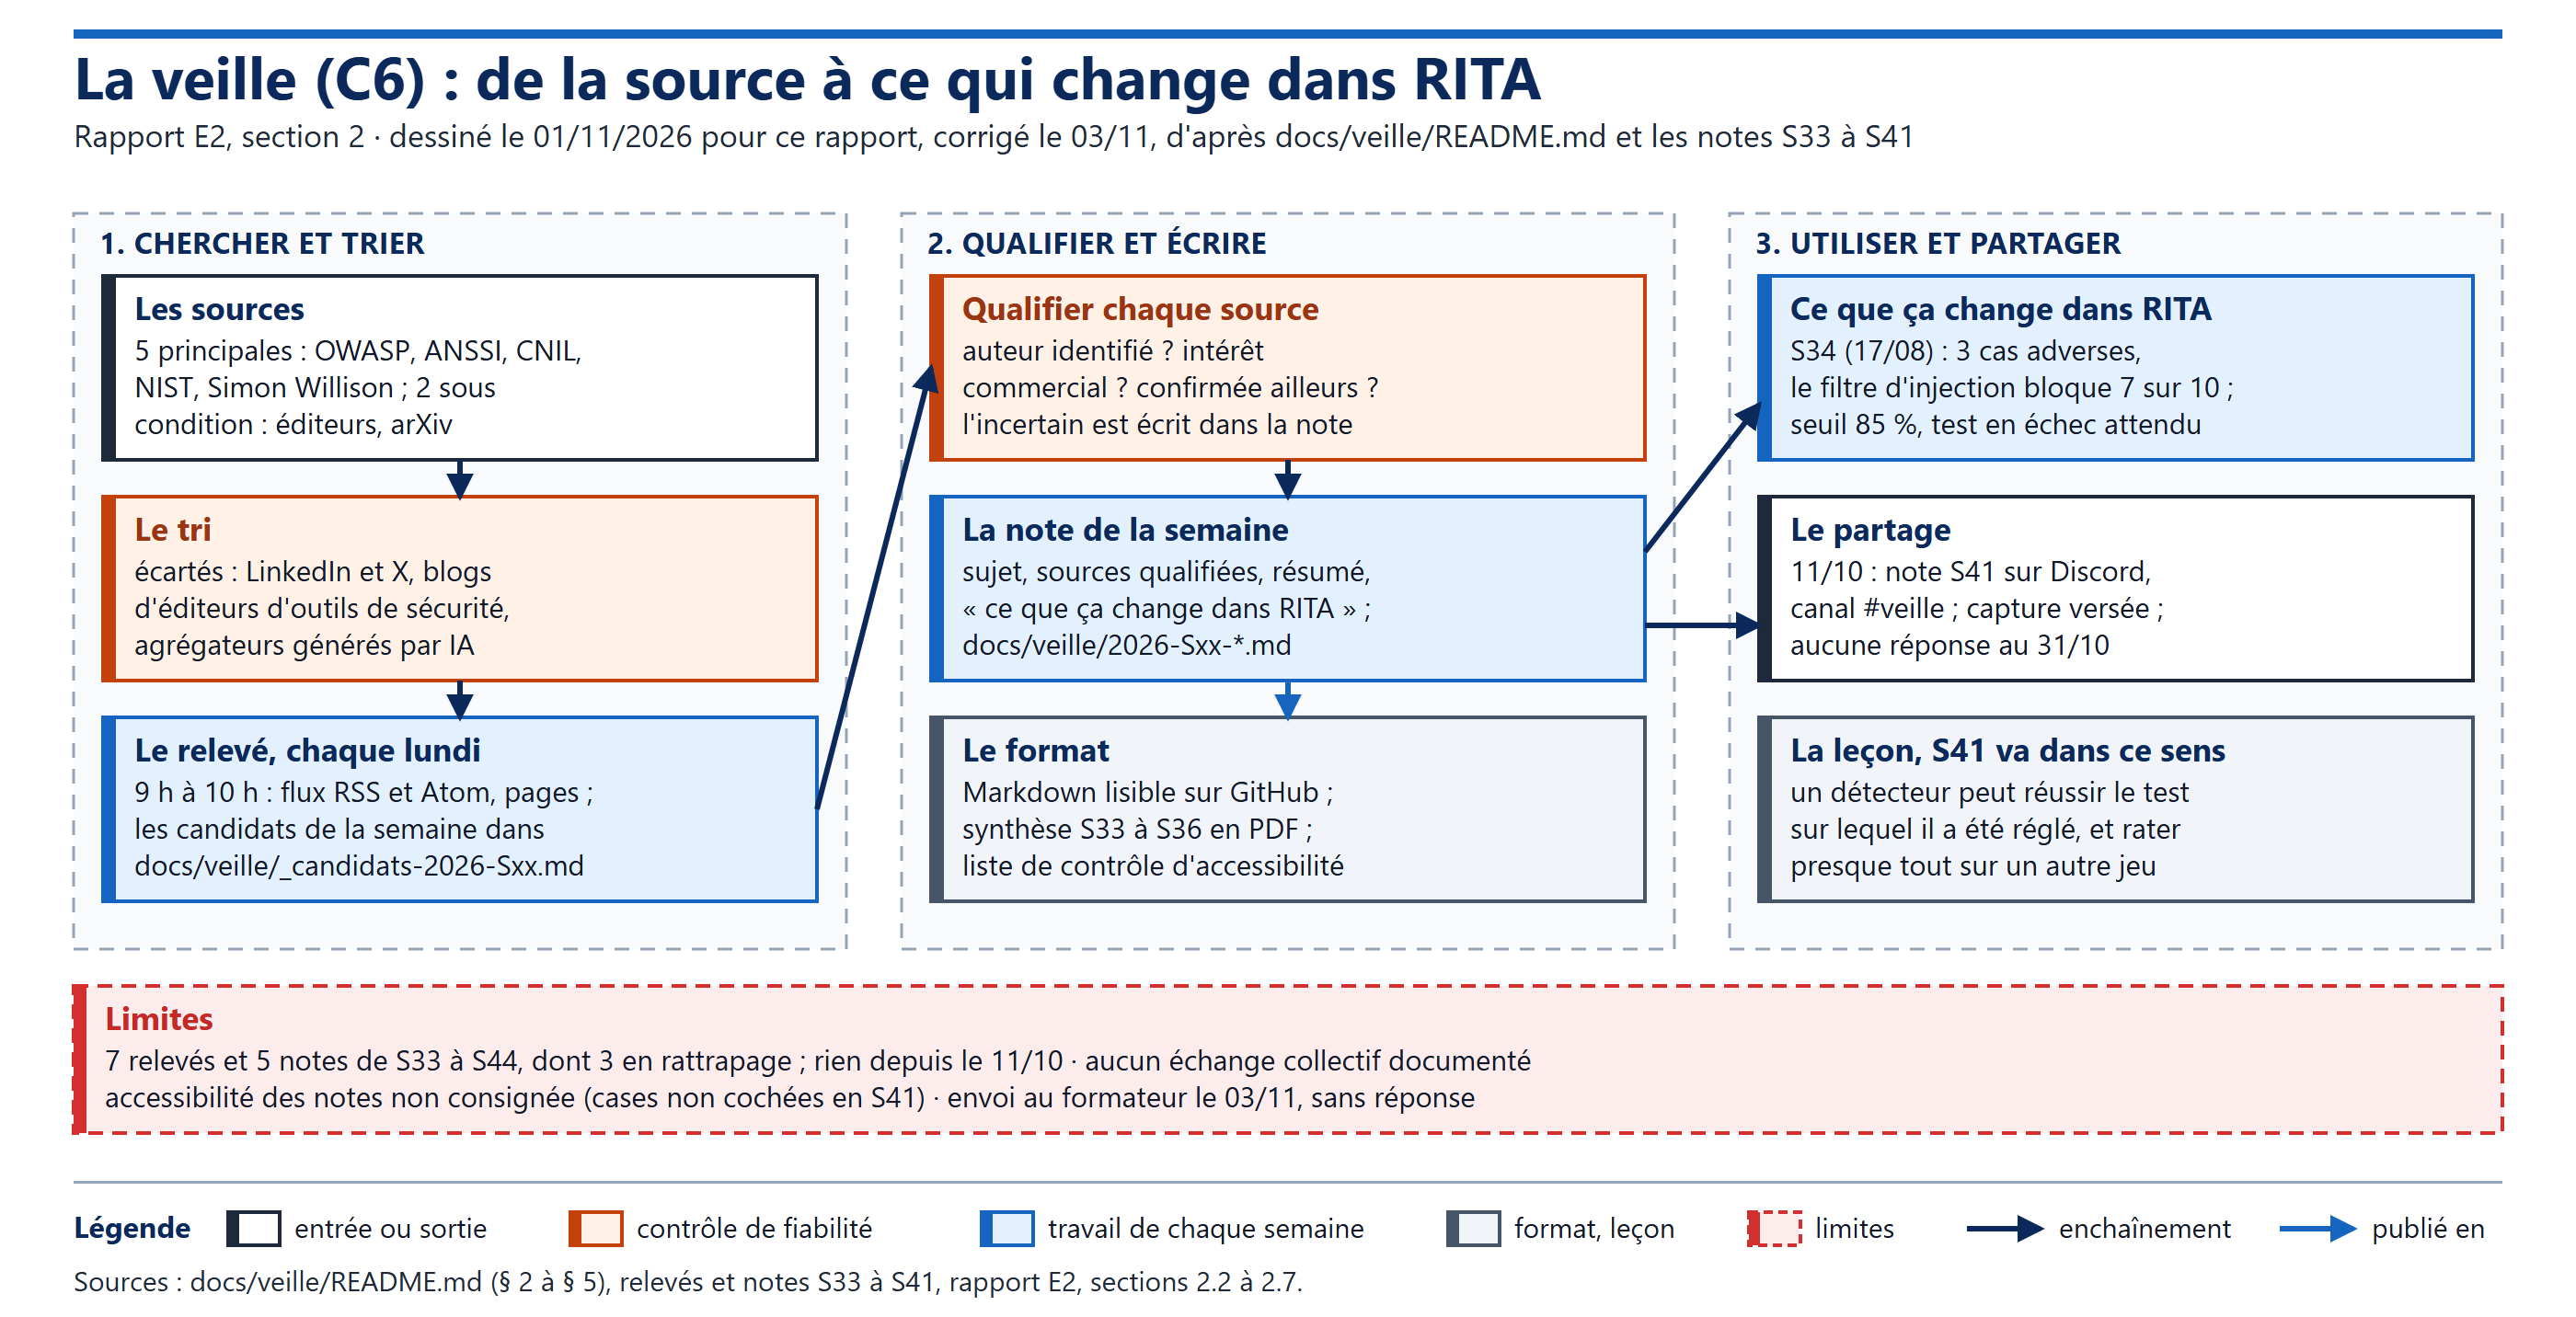 La veille (C6) : de la source à ce qui change dans RITA
Rapport E2, section 2 · dessiné le 01/11/2026 pour ce rapport, corrigé le 03/11, d'après docs/veille/README.md et les notes S33 à S41
1. CHERCHER ET TRIER
Les sources
5 principales : OWASP, ANSSI, CNIL,
NIST, Simon Willison ; 2 sous
condition : éditeurs, arXiv
Le tri
écartés : LinkedIn et X, blogs
d'éditeurs d'outils de sécurité,
agrégateurs générés par IA
Le relevé, chaque lundi
9 h à 10 h : flux RSS et Atom, pages ;
les candidats de la semaine dans
docs/veille/_candidats-2026-Sxx.md
2. QUALIFIER ET ÉCRIRE
Qualifier chaque source
auteur identifié ? intérêt
commercial ? confirmée ailleurs ?
l'incertain est écrit dans la note
La note de la semaine
sujet, sources qualifiées, résumé,
« ce que ça change dans RITA » ;
docs/veille/2026-Sxx-*.md
Le format
Markdown lisible sur GitHub ;
synthèse S33 à S36 en PDF ;
liste de contrôle d'accessibilité
3. UTILISER ET PARTAGER
Ce que ça change dans RITA
S34 (17/08) : 3 cas adverses,
le filtre d'injection bloque 7 sur 10 ;
seuil 85 %, test en échec attendu
Le partage
11/10 : note S41 sur Discord,
canal #veille ; capture versée ;
aucune réponse au 31/10
La leçon, S41 va dans ce sens
un détecteur peut réussir le test
sur lequel il a été réglé, et rater
presque tout sur un autre jeu
Limites
7 relevés et 5 notes de S33 à S44, dont 3 en rattrapage ; rien depuis le 11/10 · aucun échange collectif documenté
accessibilité des notes non consignée (cases non cochées en S41) · envoi au formateur le 03/11, sans réponse
Légende entrée ou sortie contrôle de fiabilité travail de chaque semaine format, leçon limites enchaînement publié en
Sources : docs/veille/README.md (§ 2 à § 5), relevés et notes S33 à S41, rapport E2, sections 2.2 à 2.7.